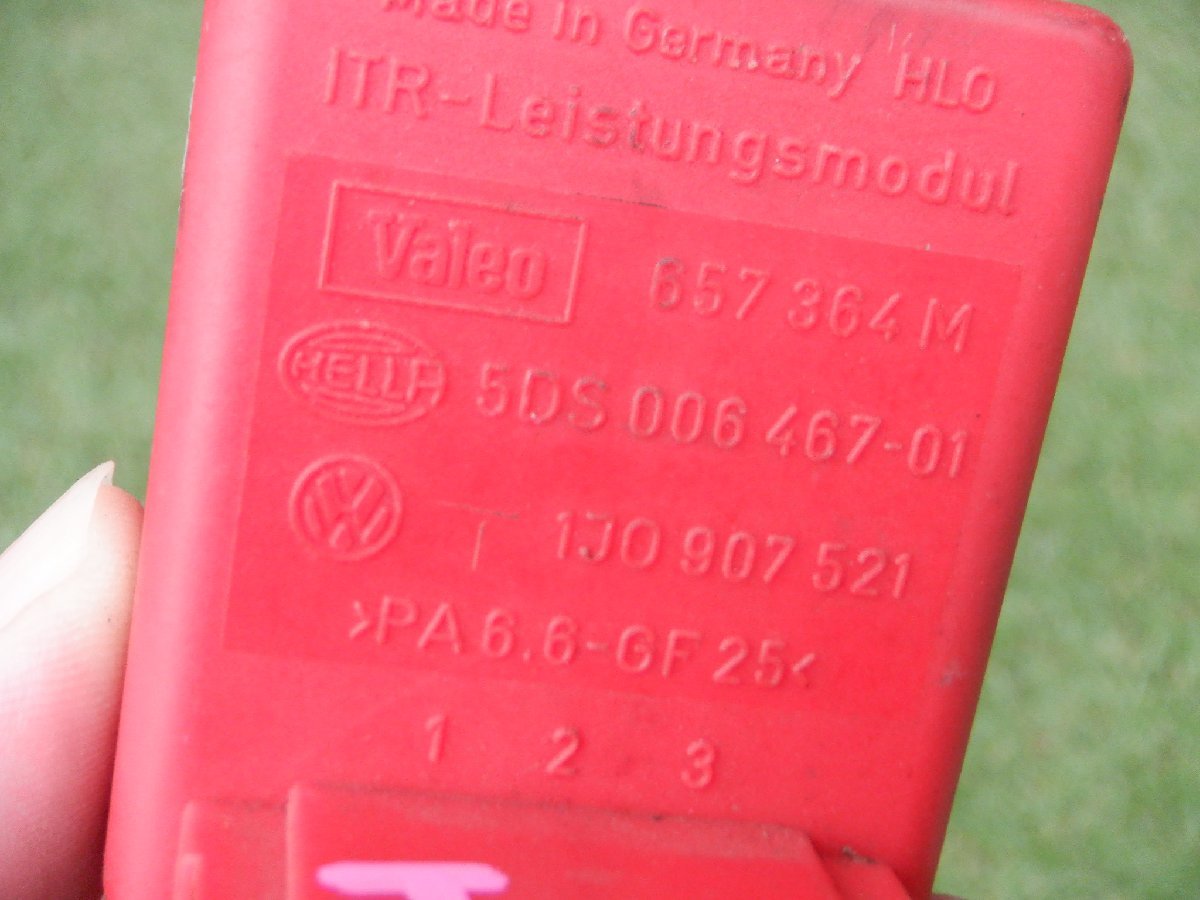 Made in Germany HLO
ITR-Leistungsmodul
Valeo 657 364 M
HELLA 5DS 006 467-01
VW T 1J0 907 521
>PA 6.6-GF 25<
1 2 3